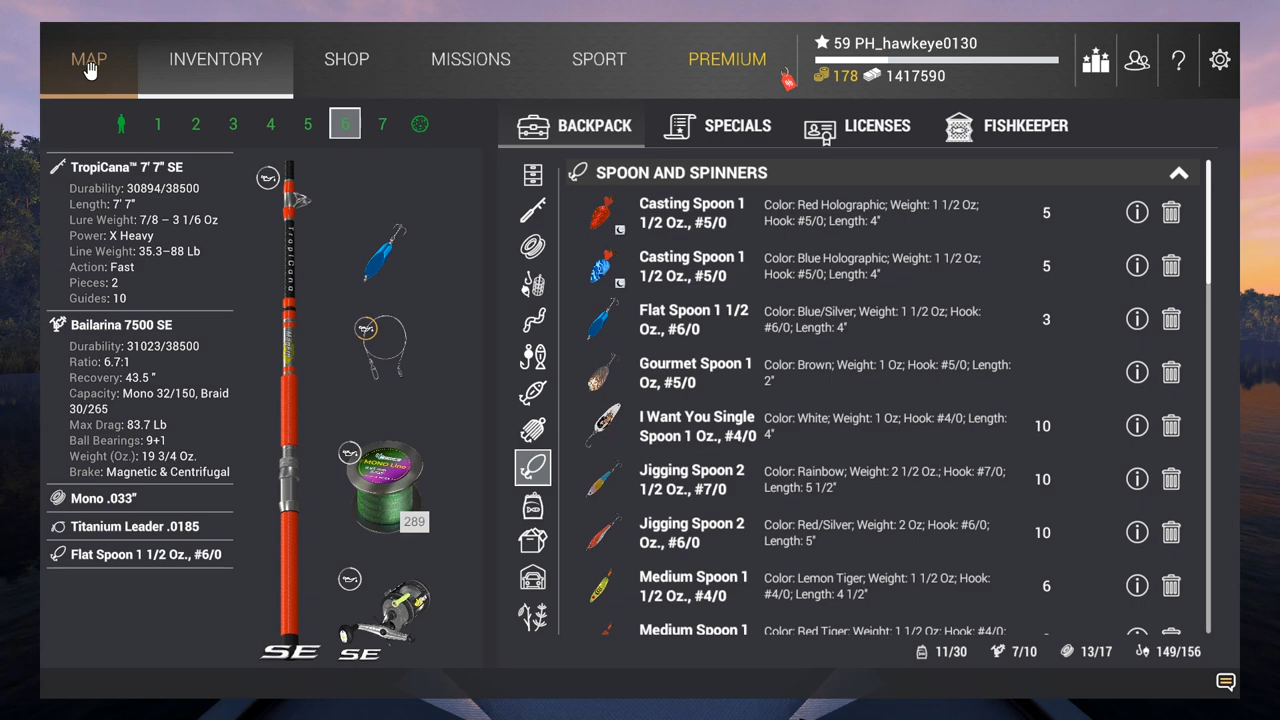 MAP
INVENTORY
SHOP
MISSIONS
SPORT
PREMIUM
59 PH_hawkeye0130
178 1417590
1 2 3 4 5 6 7
BACKPACK
SPECIALS
LICENSES
FISHKEEPER
TropiCana™ 7' 7" SE
Durability: 30894/38500
Length: 7' 7"
Lure Weight: 7/8 – 3 1/6 Oz
Power: X Heavy
Line Weight: 35.3–88 Lb
Action: Fast
Pieces: 2
Guides: 10
Bailarina 7500 SE
Durability: 31023/38500
Ratio: 6.7:1
Recovery: 43.5 "
Capacity: Mono 32/150, Braid
30/265
Max Drag: 83.7 Lb
Ball Bearings: 9+1
Weight (Oz.): 19 3/4 Oz.
Brake: Magnetic & Centrifugal
Mono .033"
Titanium Leader .0185
Flat Spoon 1 1/2 Oz., #6/0
TropiCana
MONO Line
289
SE
SE
SPOON AND SPINNERS
Casting Spoon 1
1/2 Oz., #5/0
Color: Red Holographic; Weight: 1 1/2 Oz;
Hook: #5/0; Length: 4"
5
Casting Spoon 1
1/2 Oz., #5/0
Color: Blue Holographic; Weight: 1 1/2 Oz;
Hook: #5/0; Length: 4"
5
Flat Spoon 1 1/2
Oz., #6/0
Color: Blue/Silver; Weight: 1 1/2 Oz; Hook:
#6/0; Length: 4"
3
Gourmet Spoon 1
Oz, #5/0
Color: Brown; Weight: 1 Oz; Hook: #5/0; Length:
2"
I Want You Single
Spoon 1 Oz., #4/0
Color: White; Weight: 1 Oz; Hook: #4/0; Length:
4"
10
Jigging Spoon 2
1/2 Oz., #7/0
Color: Rainbow; Weight: 2 1/2 Oz.; Hook: #7/0;
Length: 5 1/2"
10
Jigging Spoon 2
Oz., #6/0
Color: Red/Silver; Weight: 2 Oz; Hook: #6/0;
Length: 5"
10
Medium Spoon 1
1/2 Oz., #4/0
Color: Lemon Tiger; Weight: 1 1/2 Oz; Hook:
#4/0; Length: 4 1/2"
6
Medium Spoon 1
Color: Red Tiger; Weight: 1 1/2 Oz; Hook: #4/0;
11/30
7/10
13/17
149/156